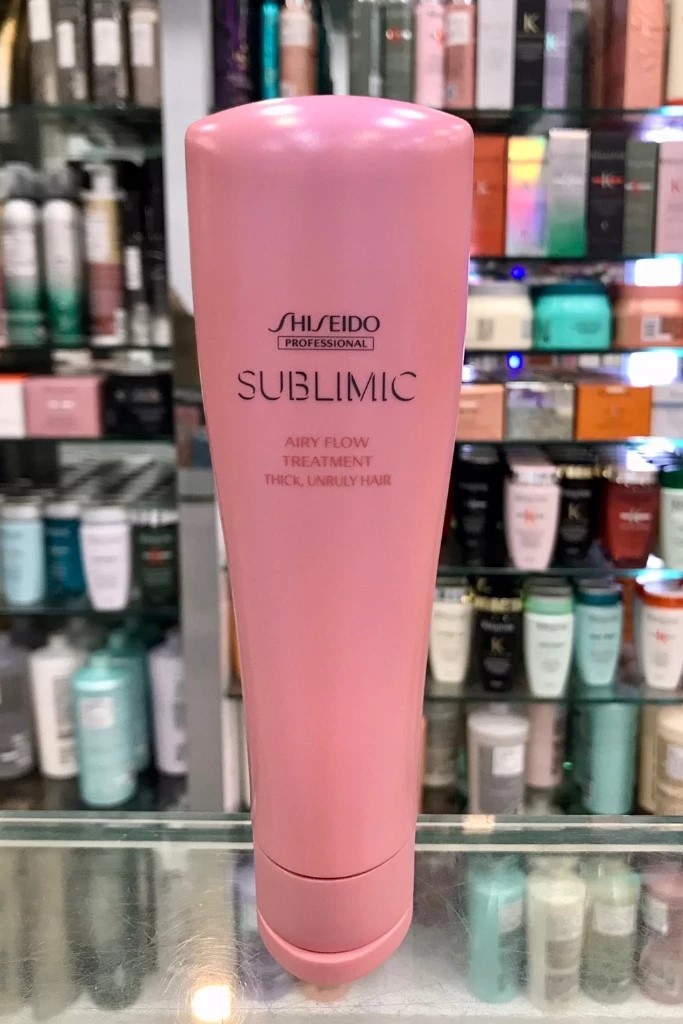 SHISEIDO
PROFESSIONAL
SUBLIMIC
AIRY FLOW
TREATMENT
THICK, UNRULY HAIR